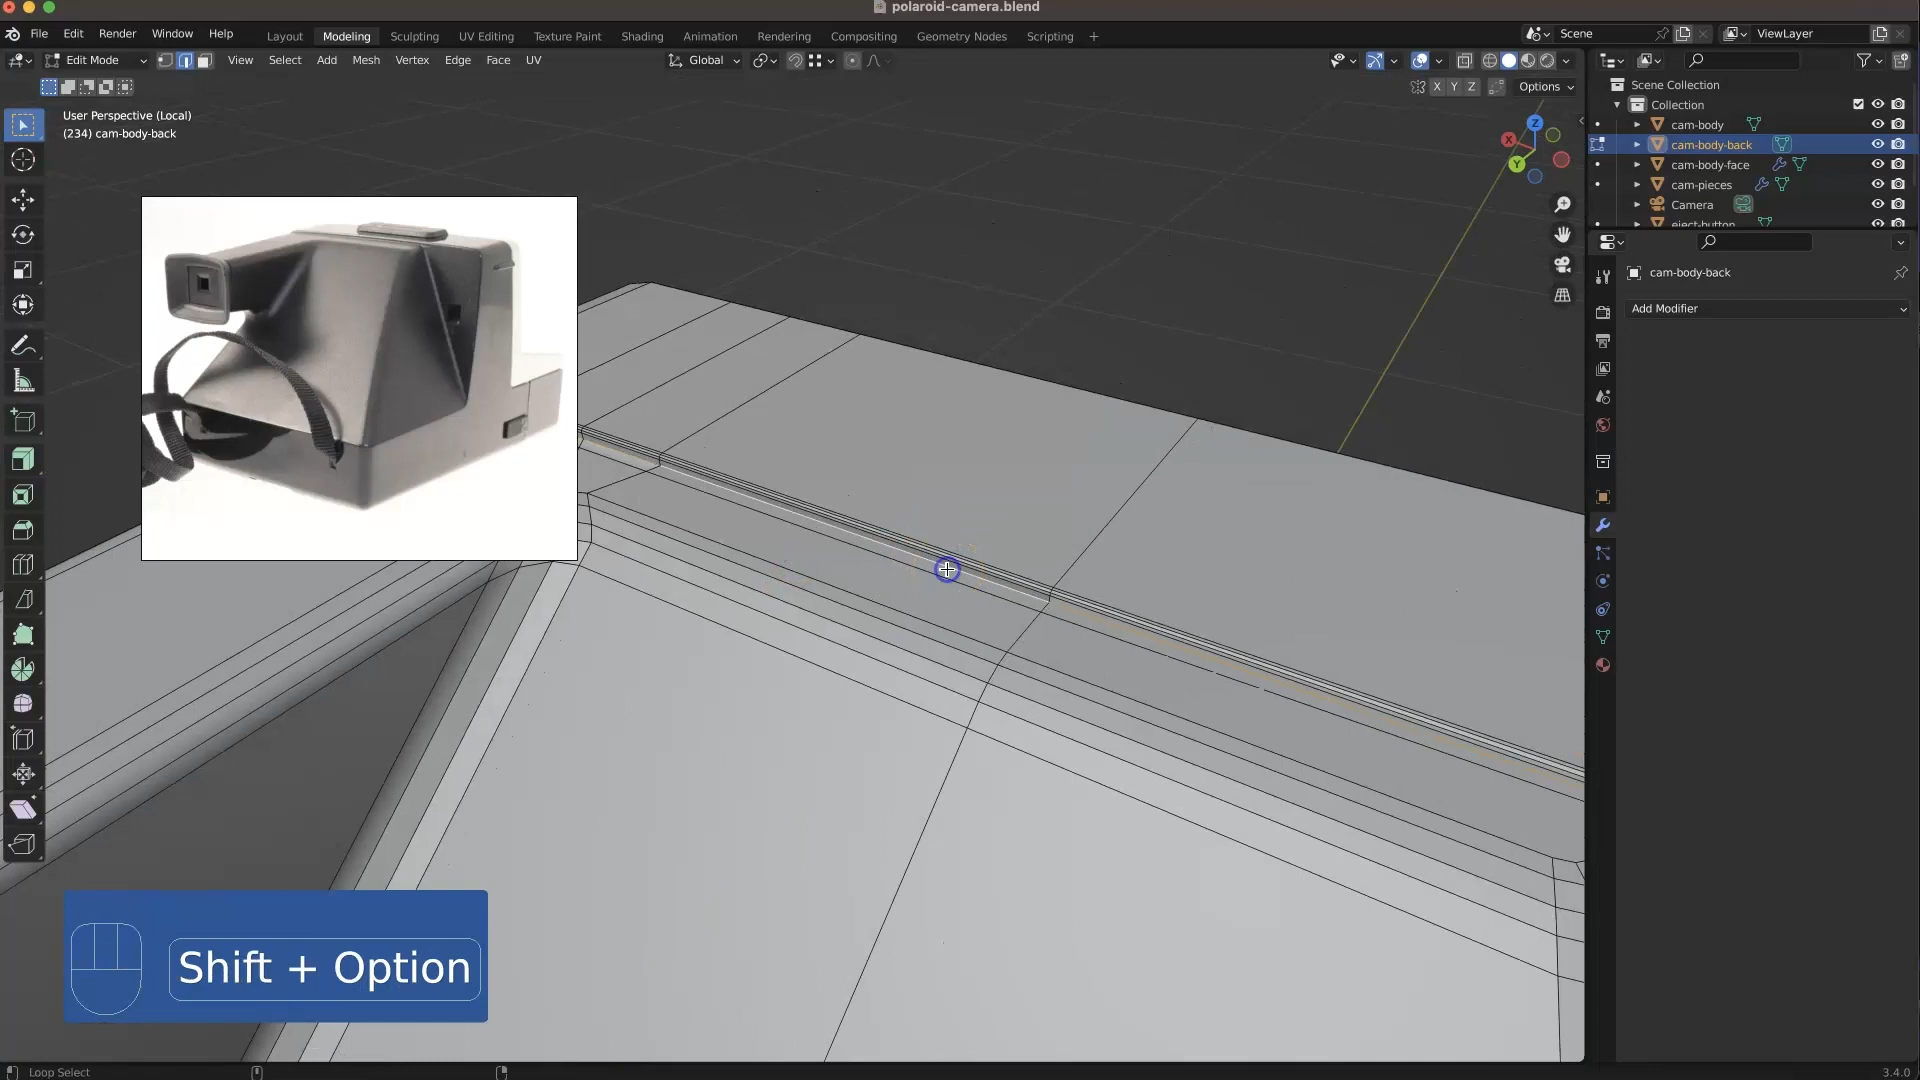 polaroid-camera.blend
File Edit Render Window Help
Layout Modeling Sculpting UV Editing Texture Paint Shading Animation Rendering Compositing Geometry Nodes Scripting +
Scene ViewLayer
Edit Mode View Select Add Mesh Vertex Edge Face UV Global
X Y Z Options
User Perspective (Local)
(234) cam-body-back
Z
X
Y
Scene Collection
Collection
cam-body
cam-body-back
cam-body-face
cam-pieces
Camera
eject-button
cam-body-back
Add Modifier
Shift + Option
Loop Select
3.4.0